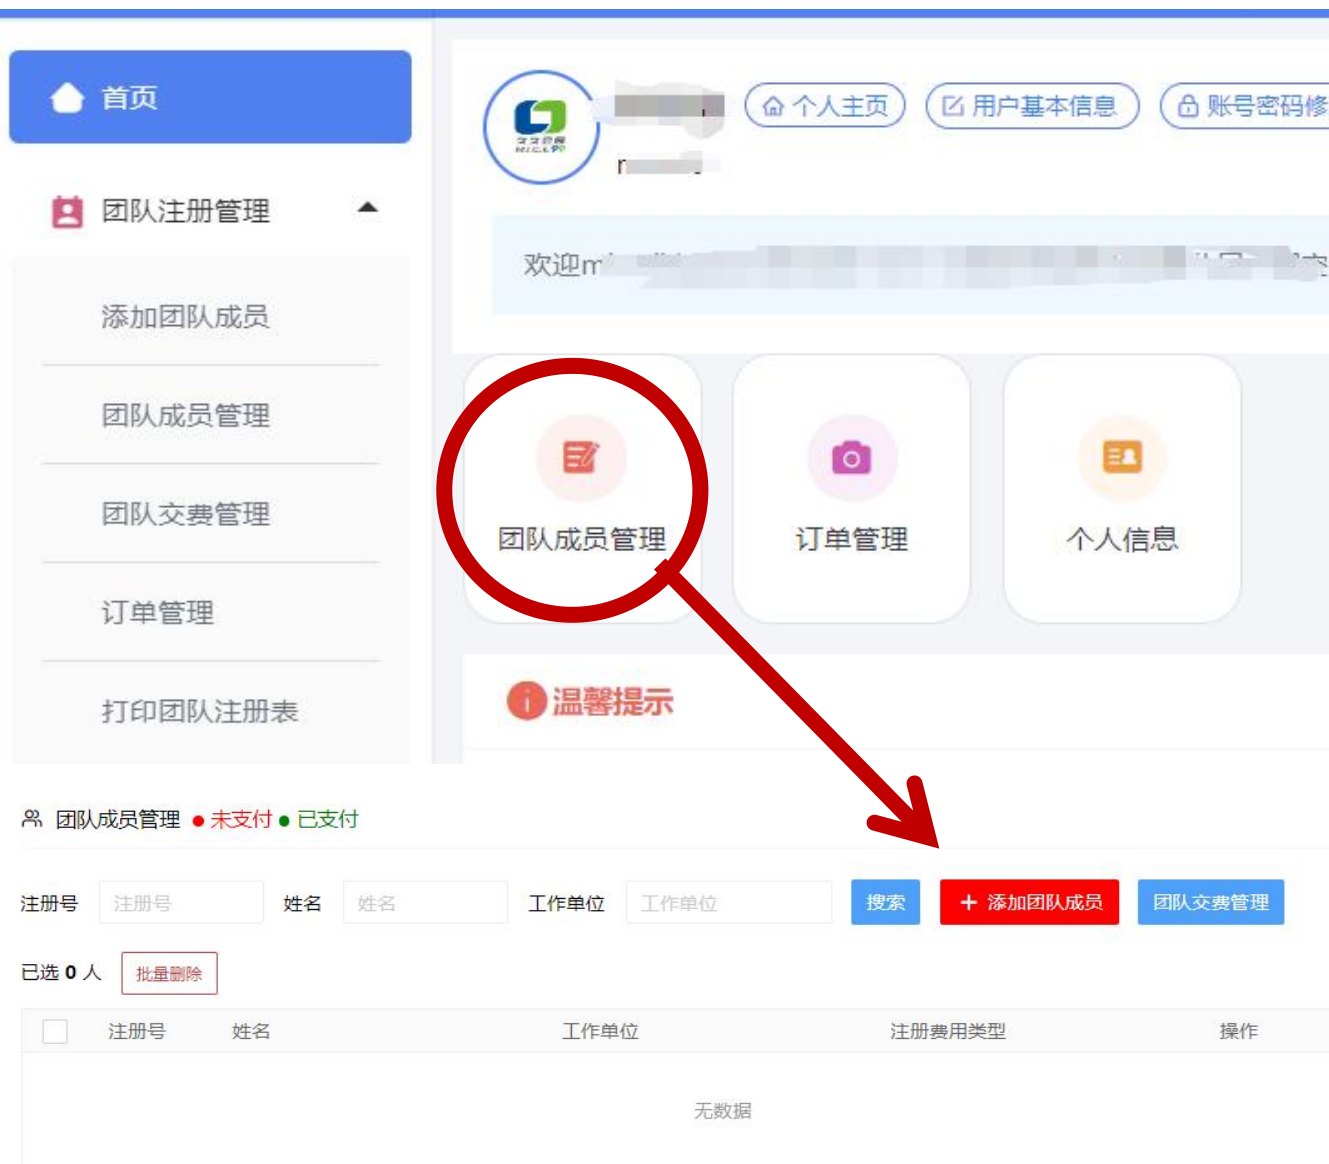 首页
个人主页
用户基本信息
账号密码修
团队注册管理
欢迎m
添加团队成员
团队成员管理
团队交费管理
订单管理
打印团队注册表
团队成员管理
订单管理
个人信息
温馨提示
团队成员管理 ● 未支付 ● 已支付
注册号 注册号 姓名 姓名 工作单位 工作单位 搜索 + 添加团队成员 团队交费管理
已选 0 人 批量删除
注册号 姓名 工作单位 注册费用类型 操作
无数据